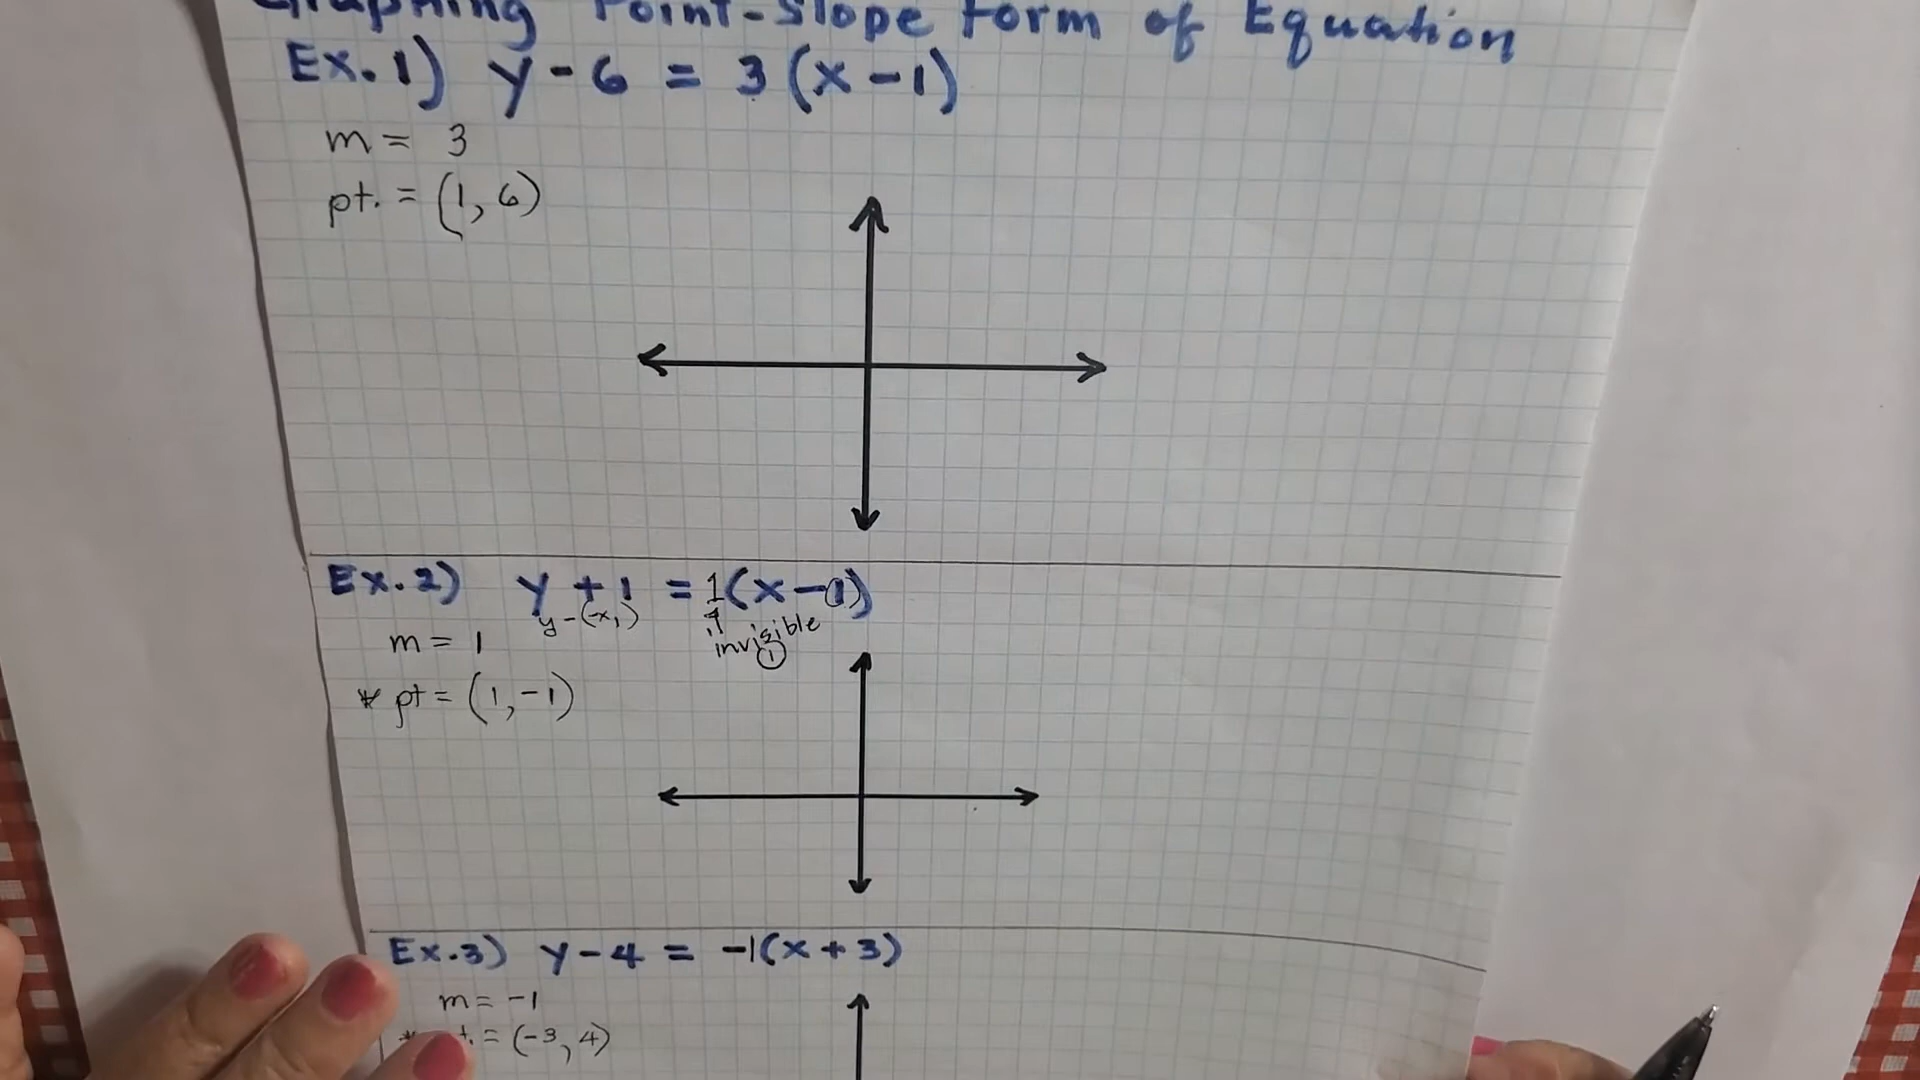 Graphing Point-Slope Form of Equation
Ex. 1) y - 6 = 3 (x - 1)
m = 3
pt. = (1, 6)
Ex. 2) y + 1 = 1(x - 1)
y - (-x,)
invisible
1
m = 1
* pt = (1, -1)
Ex. 3) y - 4 = -1(x + 3)
m = -1
= (-3, 4)